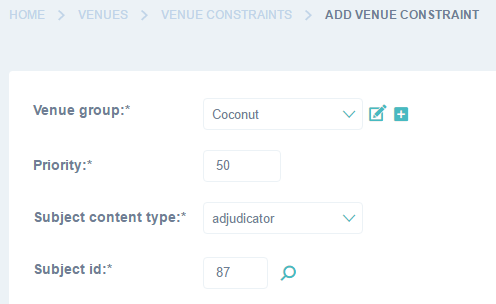 HOME > VENUES > VENUE CONSTRAINTS > ADD VENUE CONSTRAINT
Venue group:* Coconut
Priority:* 50
Subject content type:* adjudicator
Subject id:* 87